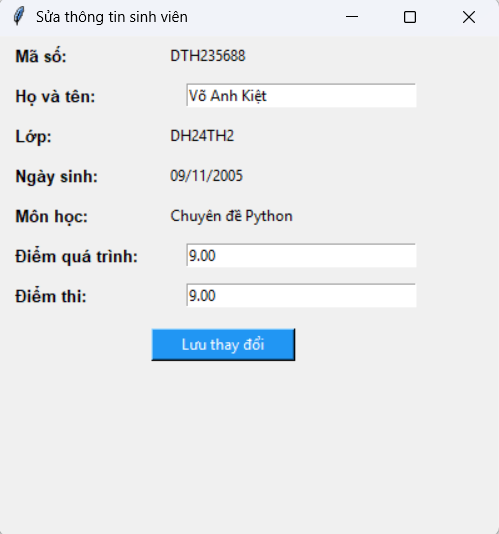 Sửa thông tin sinh viên
Mã số: DTH235688
Họ và tên: Võ Anh Kiệt
Lớp: DH24TH2
Ngày sinh: 09/11/2005
Môn học: Chuyên đề Python
Điểm quá trình: 9.00
Điểm thi: 9.00
Lưu thay đổi